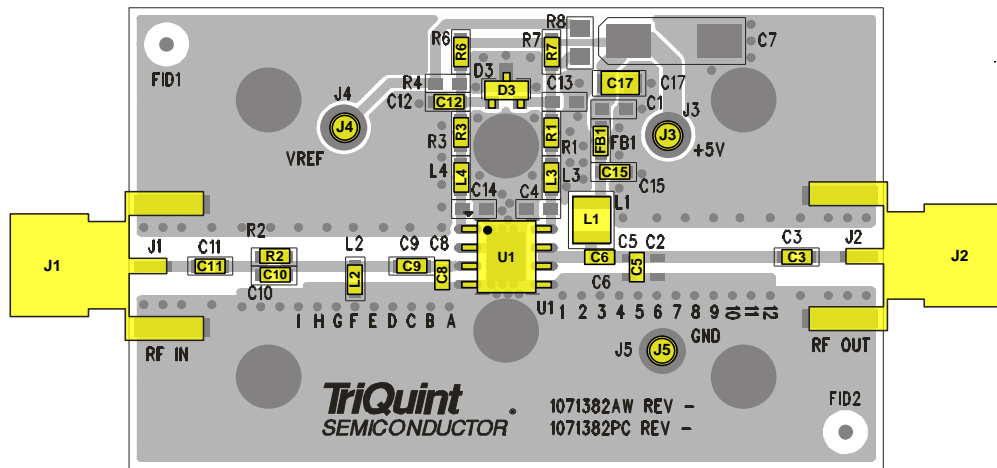 R8
R6
R6
R7
R7
C7
FID1
D3
D3
R4
C13
C17
C17
J4
J4
C12
C12
C1
J3
J3
R3
R3
R1
R1
FB1
FB1
VREF
+5V
L4
L4
L3
L3
C15
C15
C14
C4
L1
L1
J1
J1
C11
C11
R2
R2
C10
C10
L2
L2
C9
C9
C8
C8
U1
U1
C6
C6
C5
C5
C2
C3
C3
J2
J2
I H G F E D C B A
1 2 3 4 5 6 7 8 9 10 11 12
GND
J5
J5
RF IN
RF OUT
TriQuint
SEMICONDUCTOR
1071382AW REV -
1071382PC REV -
FID2